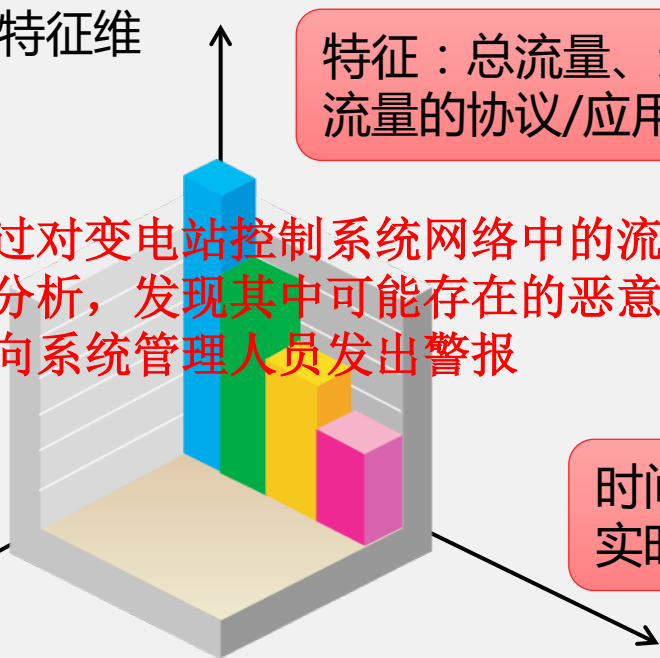 特征维
特征：总流量、
流量的协议/应用
过对变电站控制系统网络中的流
分析，发现其中可能存在的恶意
向系统管理人员发出警报
时间
实时